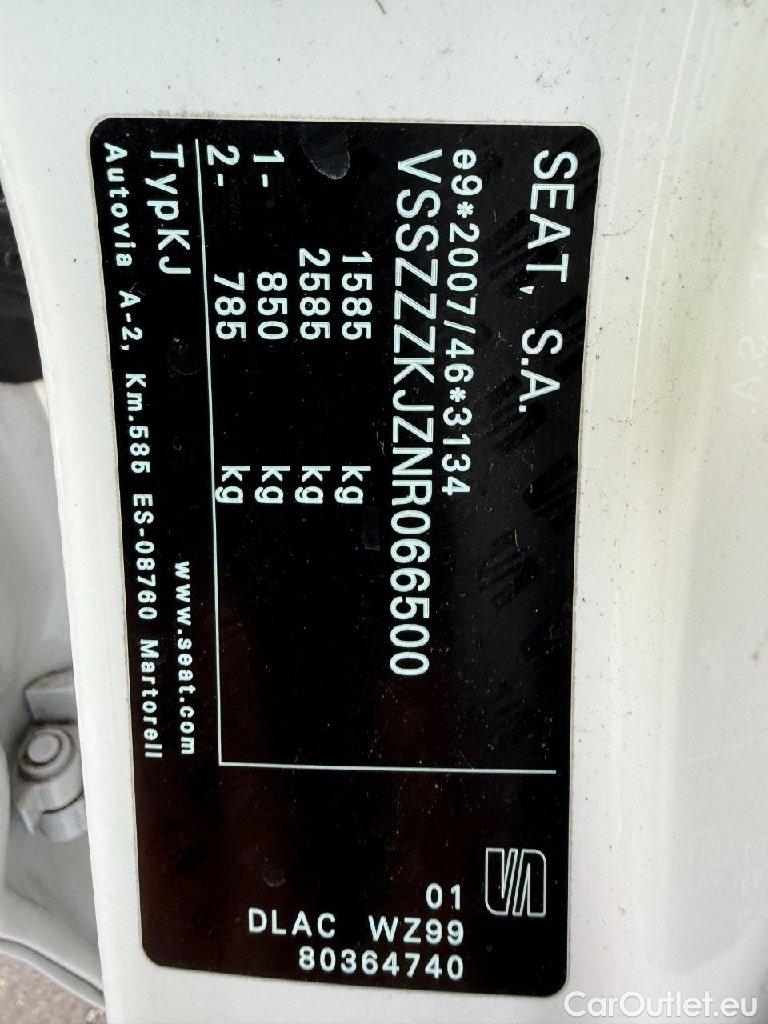 SEAT, S.A.
e9*2007/46*3134
VSSZZZKJZNR066500
1585 kg
2585 kg
1- 850 kg
2- 785 kg
TypKJ www.seat.com
Autovia A-2, Km.585 ES-08760 Martorell
01
DLAC WZ99
80364740
CarOutlet.eu